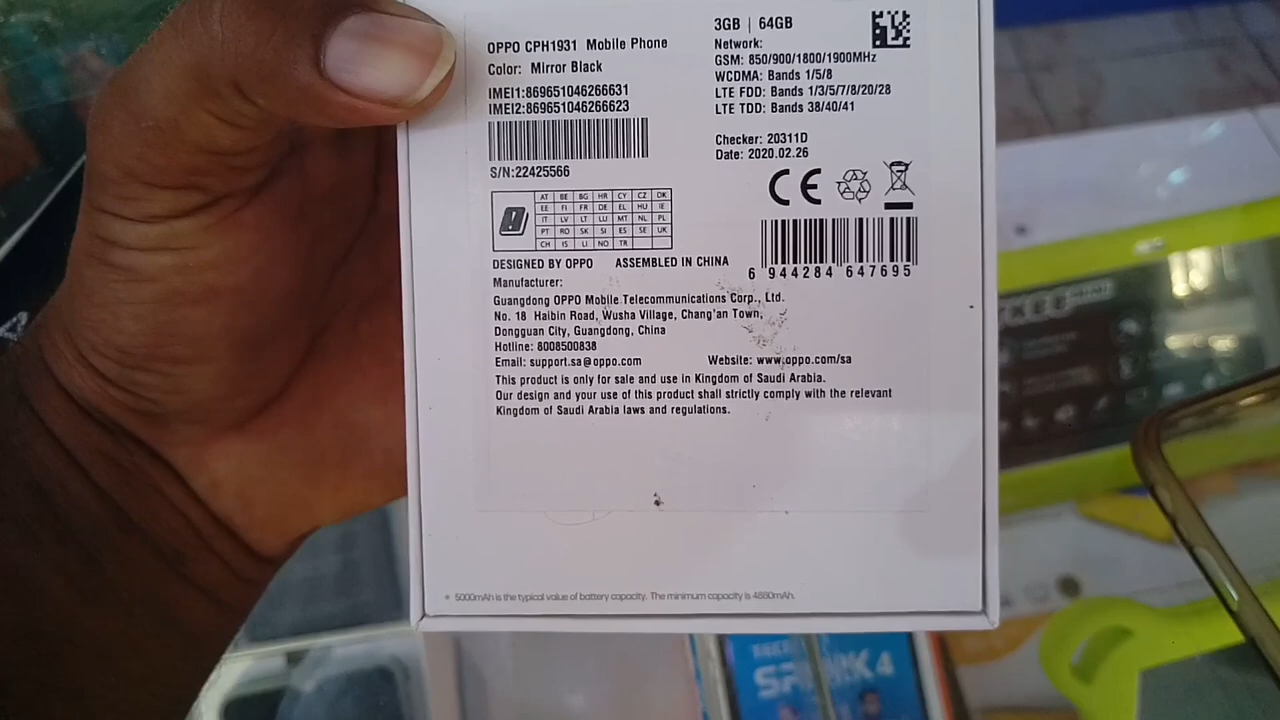 OPPO CPH1931 Mobile Phone
Color: Mirror Black
IMEI1:869651046266631
IMEI2:869651046266623
S/N:22425566
3GB | 64GB
Network:
GSM: 850/900/1800/1900MHz
WCDMA: Bands 1/5/8
LTE FDD: Bands 1/3/5/7/8/20/28
LTE TDD: Bands 38/40/41
Checker: 20311D
Date: 2020.02.26
CE
AT BE BG HR CY CZ DK
EE FI FR DE EL HU IE
IT LV LT LU MT NL PL
PT RO SK SI ES SE UK
CH IS LI NO TR
6 944284 647695
DESIGNED BY OPPO ASSEMBLED IN CHINA
Manufacturer:
Guangdong OPPO Mobile Telecommunications Corp., Ltd.
No. 18 Haibin Road, Wusha Village, Chang'an Town,
Dongguan City, Guangdong, China
Hotline: 8008500838
Email: support.sa@oppo.com Website: www.oppo.com/sa
This product is only for sale and use in Kingdom of Saudi Arabia.
Our design and your use of this product shall strictly comply with the relevant
Kingdom of Saudi Arabia laws and regulations.
* 5000mAh is the typical value of battery capacity. The minimum capacity is 4880mAh.